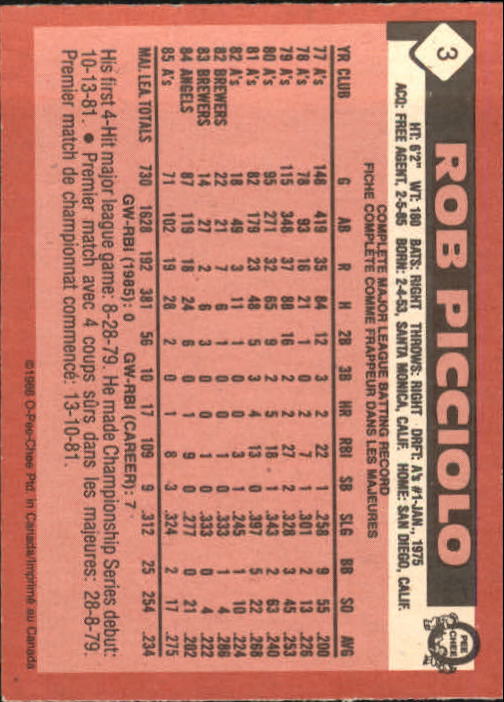 3
ROB PICCIOLO
O PEE CHEE
HT: 6'2" WT: 180 BATS: RIGHT THROWS: RIGHT DRFT: A's #1-JAN., 1975
ACQ: FREE AGENT, 2-5-85 BORN: 2-4-53, SANTA MONICA, CALIF. HOME: SAN DIEGO, CALIF.
COMPLETE MAJOR LEAGUE BATTING RECORD
FICHE COMPLÈTE COMME FRAPPEUR DANS LES MAJEURES
YR CLUB G AB R H 2B 3B HR RBI SB SLG BB SO AVG
77 A's 148 419 35 84 12 3 2 22 1 .258 9 55 .200
78 A's 78 93 16 21 1 0 2 7 1 .301 2 13 .226
79 A's 115 348 37 88 16 2 2 27 2 .328 3 45 .253
80 A's 95 271 32 65 9 2 5 18 1 .343 2 63 .240
81 A's 82 179 23 48 5 3 4 13 0 .397 5 22 .268
82 A's 18 49 3 11 1 0 0 3 1 .245 1 10 .224
82 BREWERS 22 21 7 6 1 0 0 1 0 .333 1 4 .286
83 BREWERS 14 27 2 6 3 0 0 1 0 .333 0 4 .222
84 ANGELS 87 119 18 24 6 0 1 9 0 .277 0 21 .202
85 A's 71 102 19 28 2 0 1 8 3 .324 2 17 .275
MAJ. LEA. TOTALS 730 1628 192 381 56 10 17 109 9 .312 25 254 .234
GW-RBI (1985): 0 GW-RBI (CAREER): 7
His first 4-Hit major league game: 8-28-79. He made Championship Series debut:
10-13-81. ● Premier match avec 4 coups sûrs dans les majeures: 28-8-79.
Premier match de championnat commencé: 13-10-81.
©1986 O-Pee-Chee Ptd. in Canada/Imprimé au Canada